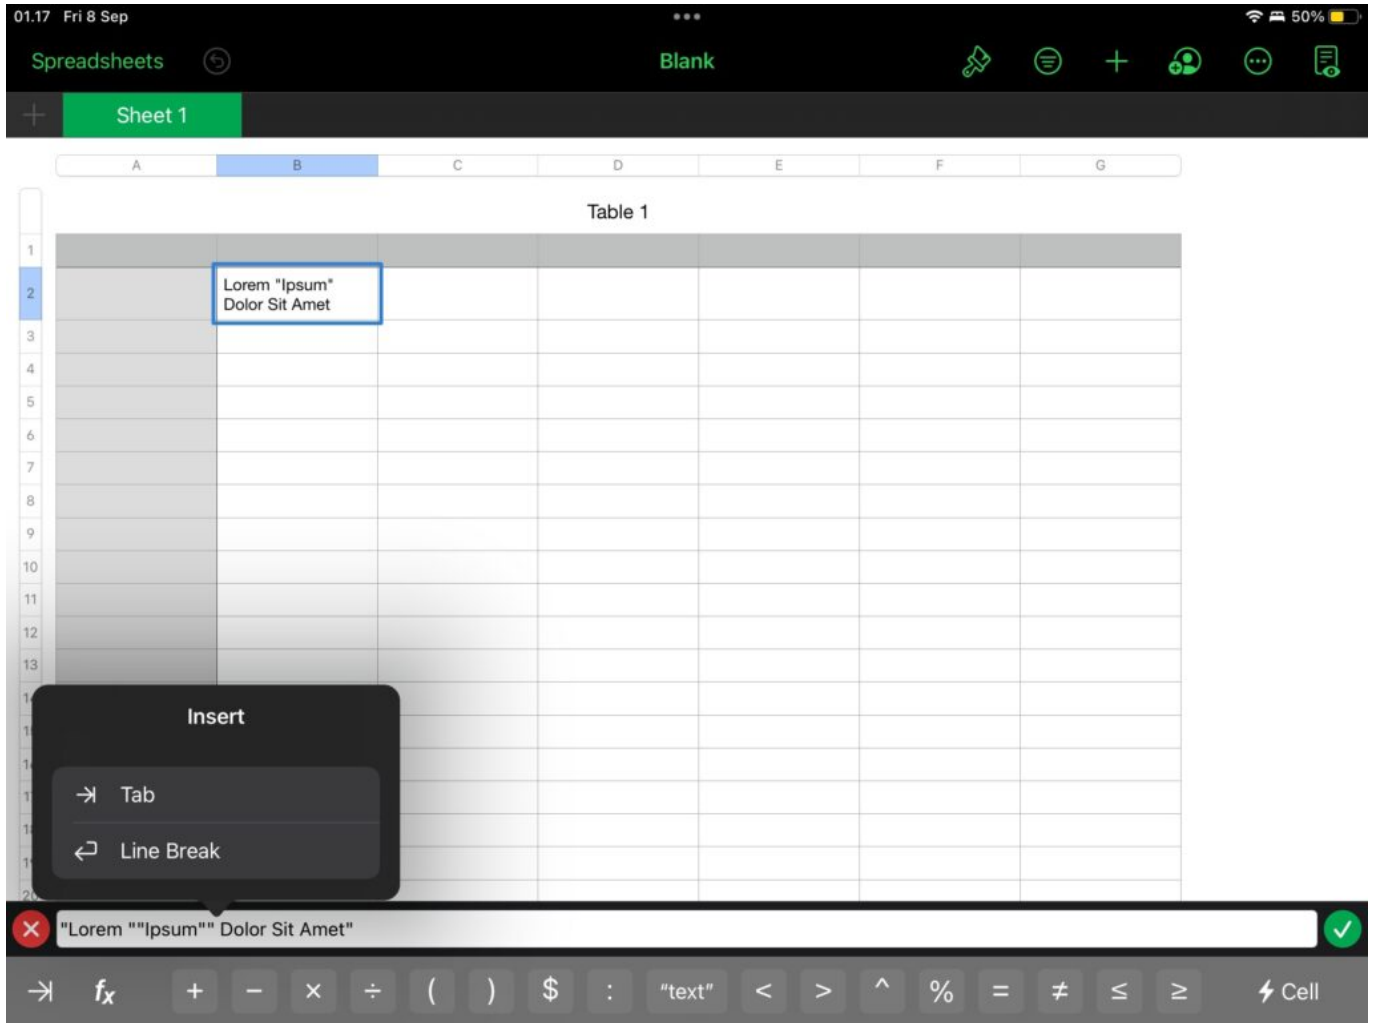 01.17 Fri 8 Sep
50%
Spreadsheets
Blank
Sheet 1
A B C D E F G
Table 1
1
2
Lorem "Ipsum"
Dolor Sit Amet
3
4
5
6
7
8
9
10
11
12
13
Insert
Tab
Line Break
20
"Lorem ""Ipsum"" Dolor Sit Amet"
fx + − × ÷ ( ) $ : "text" < > ^ % = ≠ ≤ ≥ Cell